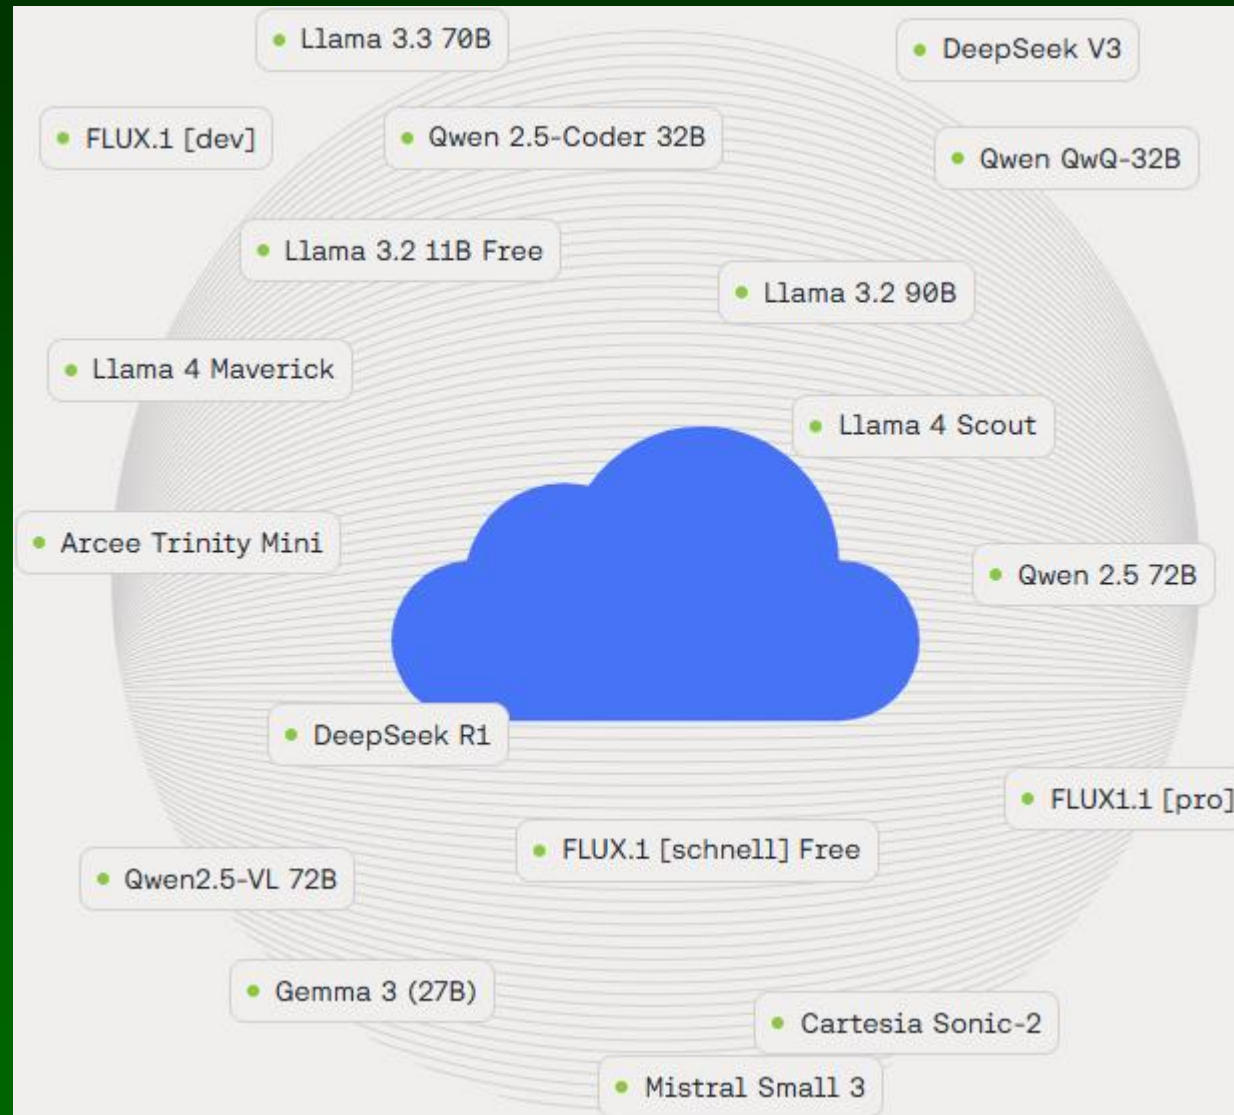 Llama 3.3 70B
DeepSeek V3
FLUX.1 [dev]
Qwen 2.5-Coder 32B
Qwen QwQ-32B
Llama 3.2 11B Free
Llama 3.2 90B
Llama 4 Maverick
Llama 4 Scout
Arcee Trinity Mini
Qwen 2.5 72B
DeepSeek R1
FLUX1.1 [pro]
FLUX.1 [schnell] Free
Qwen2.5-VL 72B
Gemma 3 (27B)
Cartesia Sonic-2
Mistral Small 3